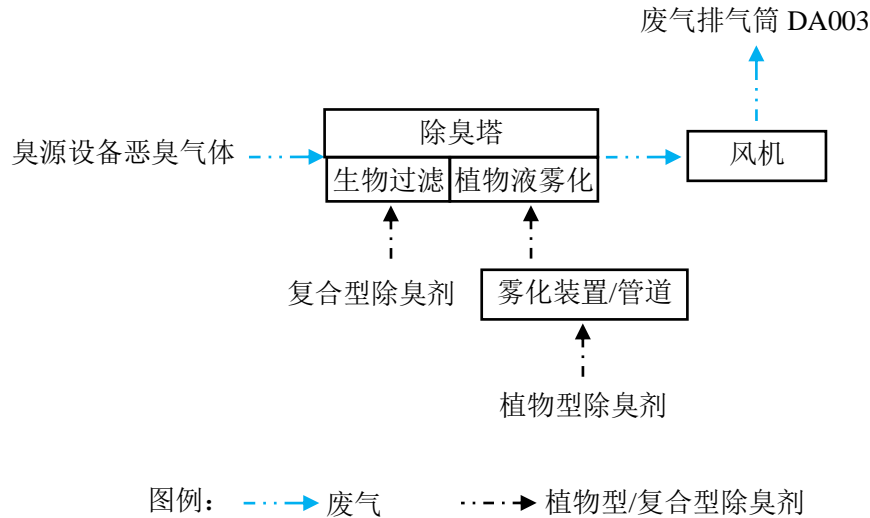 废气排气筒 DA003
除臭塔
臭源设备恶臭气体
风机
生物过滤
植物液雾化
复合型除臭剂
雾化装置/管道
植物型除臭剂
图例：
废气
植物型/复合型除臭剂